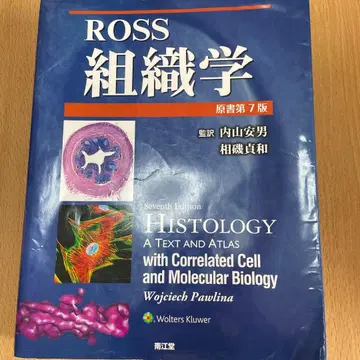 ROSS
組織学
原書第7版
監訳 内山安男
相磯貞和
Seventh Edition
HISTOLOGY
A TEXT AND ATLAS
with Correlated Cell
and Molecular Biology
Wojciech Pawlina
Wolters Kluwer
南江堂